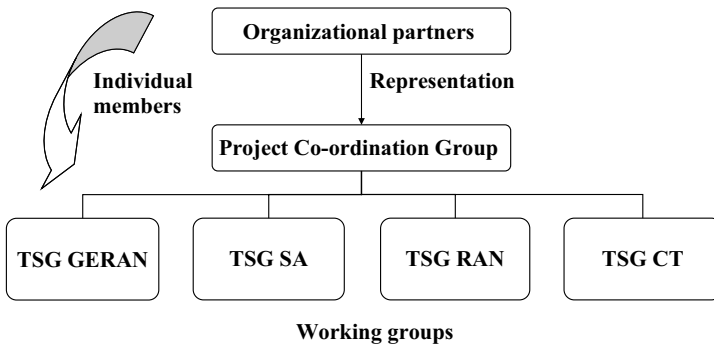 Organizational partners
Individual
members
Representation
Project Co-ordination Group
TSG GERAN
TSG SA
TSG RAN
TSG CT
Working groups